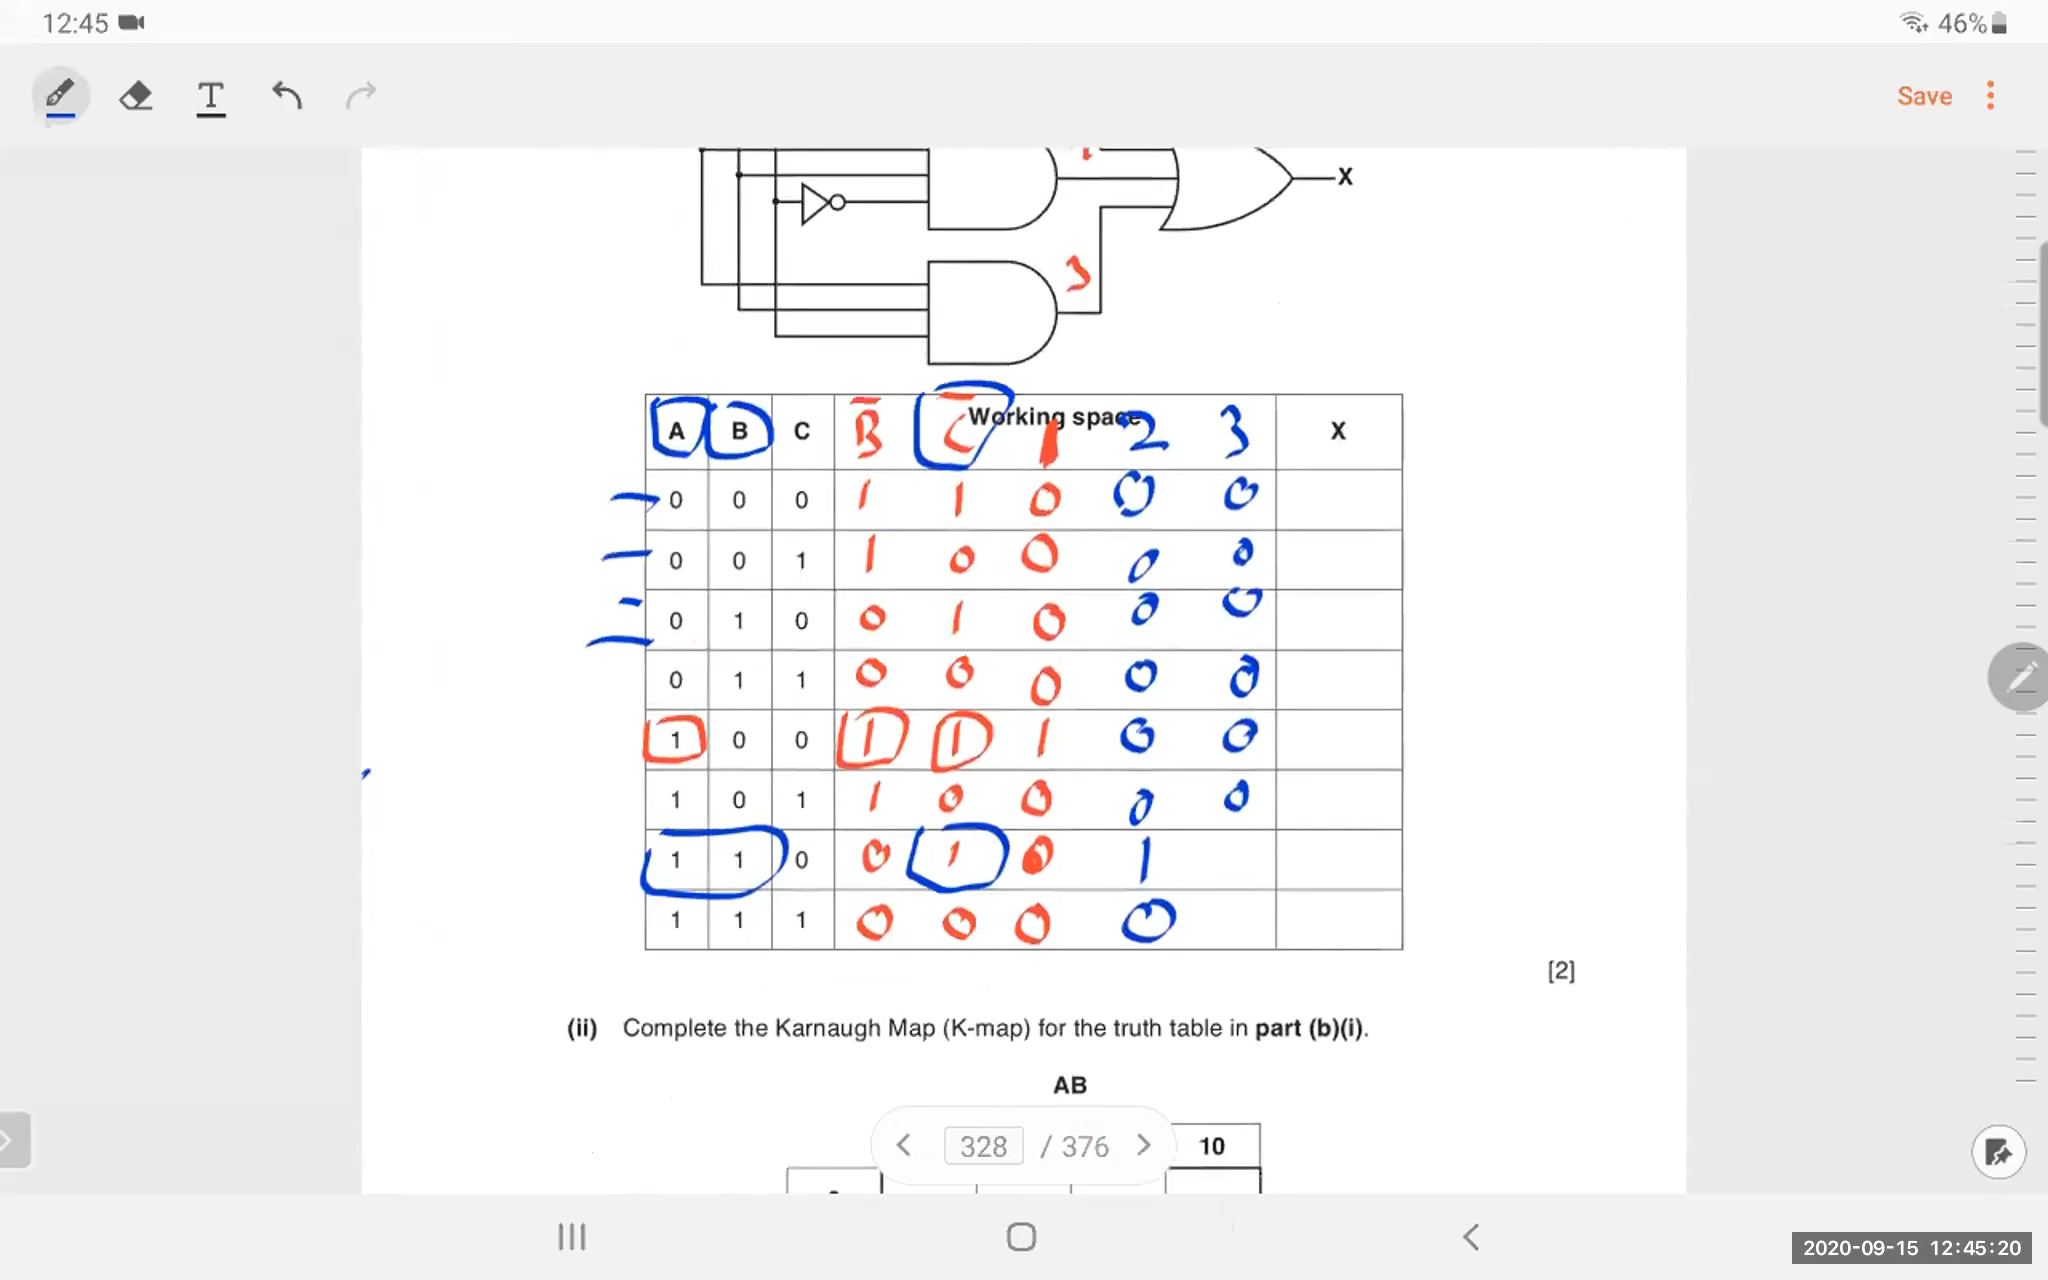 12:45
46%
T
Save
X
3
Working space
A B C B̅ C̅ 1 2 3 X
0 0 0 1 1 0 0 0
0 0 1 1 0 0 0 0
0 1 0 0 1 0 0 0
0 1 1 0 0 0 0 0
1 0 0 1 1 1 0 0
1 0 1 1 0 0 0 0
1 1 0 0 1 0 1
1 1 1 0 0 0 0
[2]
(ii) Complete the Karnaugh Map (K-map) for the truth table in part (b)(i).
AB
328 / 376
10
2020-09-15 12:45:20